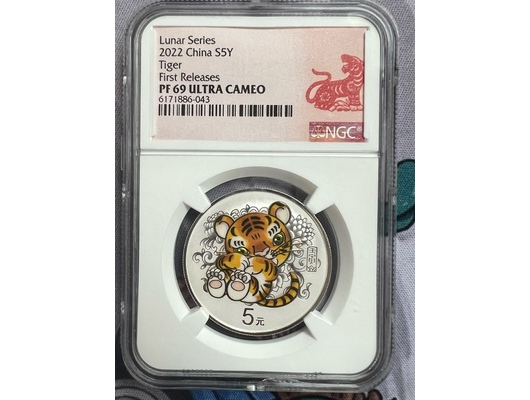 Lunar Series
2022 China S5Y
Tiger
First Releases
PF 69 ULTRA CAMEO
6171886-043
NGC
5元